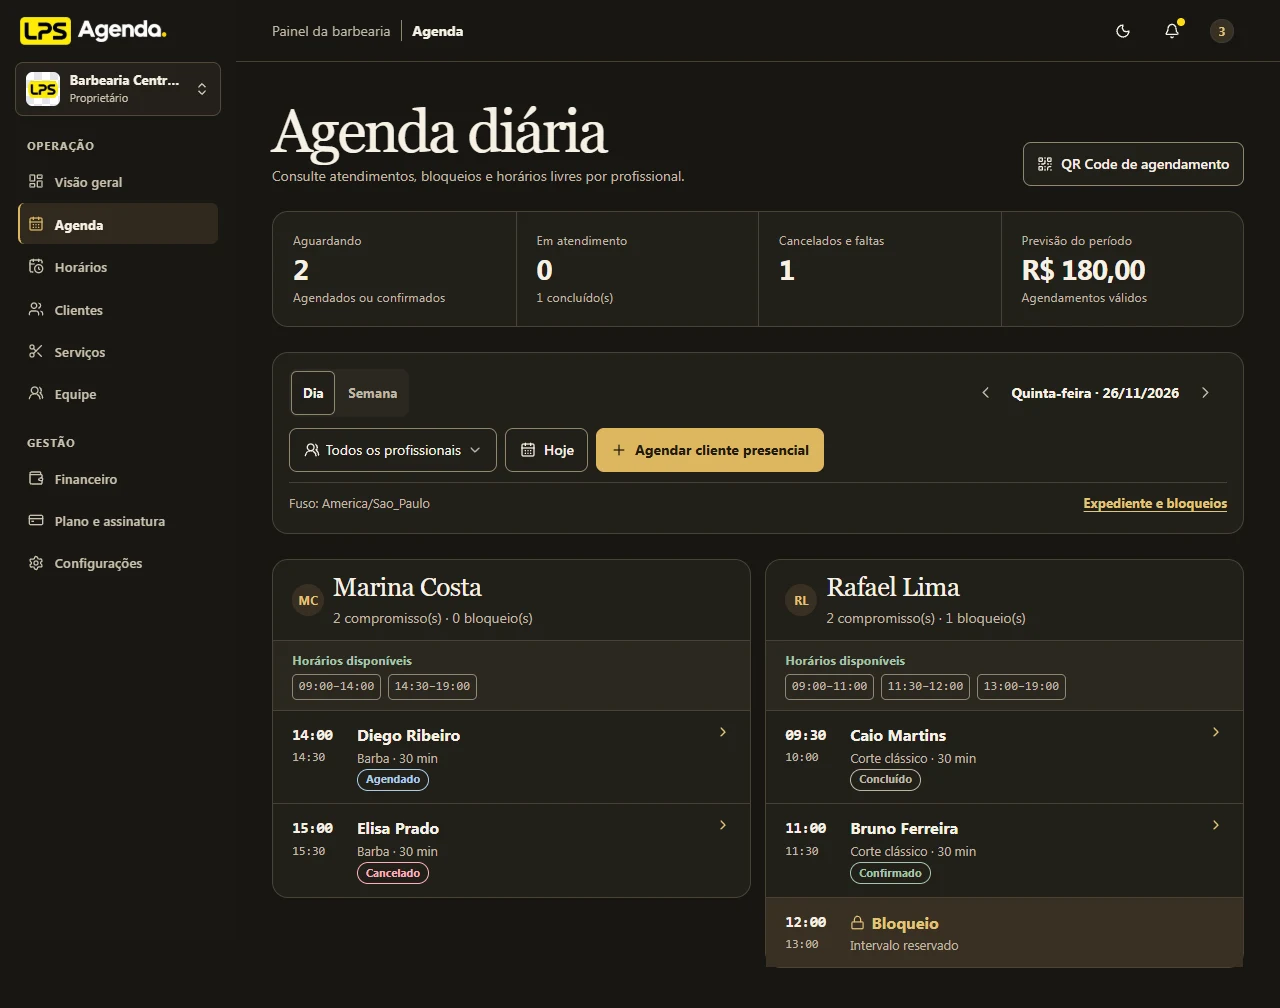 LPS Agenda.
LPS
Barbearia Centr...
Proprietário
OPERAÇÃO
Visão geral
Agenda
Horários
Clientes
Serviços
Equipe
GESTÃO
Financeiro
Plano e assinatura
Configurações
Painel da barbearia | Agenda
3
Agenda diária
Consulte atendimentos, bloqueios e horários livres por profissional.
QR Code de agendamento
Aguardando
2
Agendados ou confirmados
Em atendimento
0
1 concluído(s)
Cancelados e faltas
1
Previsão do período
R$ 180,00
Agendamentos válidos
Dia
Semana
Quinta-feira · 26/11/2026
Todos os profissionais
Hoje
+ Agendar cliente presencial
Fuso: America/Sao_Paulo
Expediente e bloqueios
MC
Marina Costa
2 compromisso(s) · 0 bloqueio(s)
Horários disponíveis
09:00–14:00
14:30–19:00
14:00
14:30
Diego Ribeiro
Barba · 30 min
Agendado
15:00
15:30
Elisa Prado
Barba · 30 min
Cancelado
RL
Rafael Lima
2 compromisso(s) · 1 bloqueio(s)
Horários disponíveis
09:00–11:00
11:30–12:00
13:00–19:00
09:30
10:00
Caio Martins
Corte clássico · 30 min
Concluído
11:00
11:30
Bruno Ferreira
Corte clássico · 30 min
Confirmado
12:00
13:00
Bloqueio
Intervalo reservado